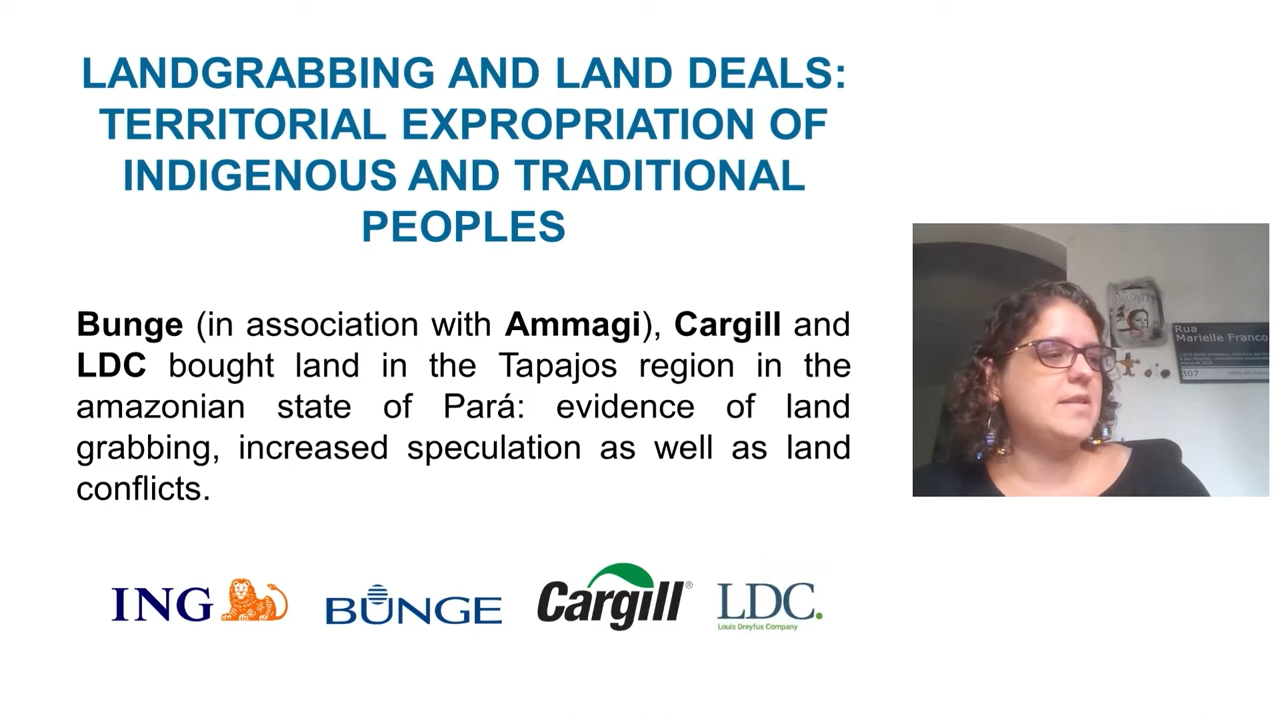 LANDGRABBING AND LAND DEALS:
TERRITORIAL EXPROPRIATION OF
INDIGENOUS AND TRADITIONAL
PEOPLES
Bunge (in association with Ammagi), Cargill and
LDC bought land in the Tapajos region in the
amazonian state of Pará: evidence of land
grabbing, increased speculation as well as land
conflicts.
Rua
Marielle Franco
307
ING
BUNGE
Cargill®
LDC.
Louis Dreyfus Company